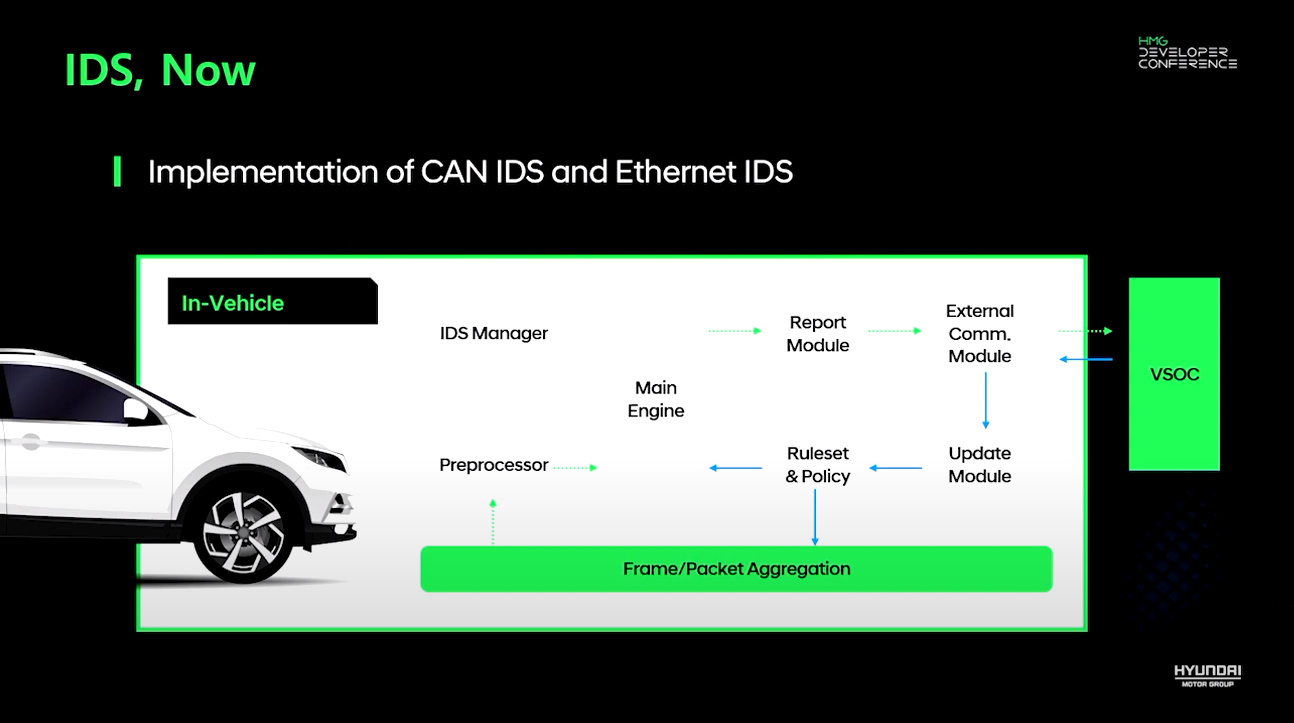 IDS, Now
HMG
DEVELOPER
CONFERENCE
Implementation of CAN IDS and Ethernet IDS
In-Vehicle
IDS Manager
Main
Engine
Preprocessor
Report
Module
External
Comm.
Module
Ruleset
& Policy
Update
Module
VSOC
Frame/Packet Aggregation
HYUNDAI
MOTOR GROUP